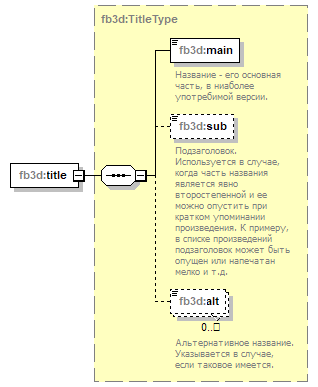 fb3d:TitleType
fb3d:main
Название - его основная
часть, в ниаболее
употребимой версии.
fb3d:sub
Подзаголовок.
Используется в случае,
когда часть названия
является явно
второстепенной и ее
можно опустить при
кратком упоминании
произведения. К примеру,
в списке произведений
подзаголовок может быть
опущен или напечатан
мелко и т.д.
fb3d:title
fb3d:alt
0..
Альтернативное название.
Указывается в случае,
если таковое имеется.